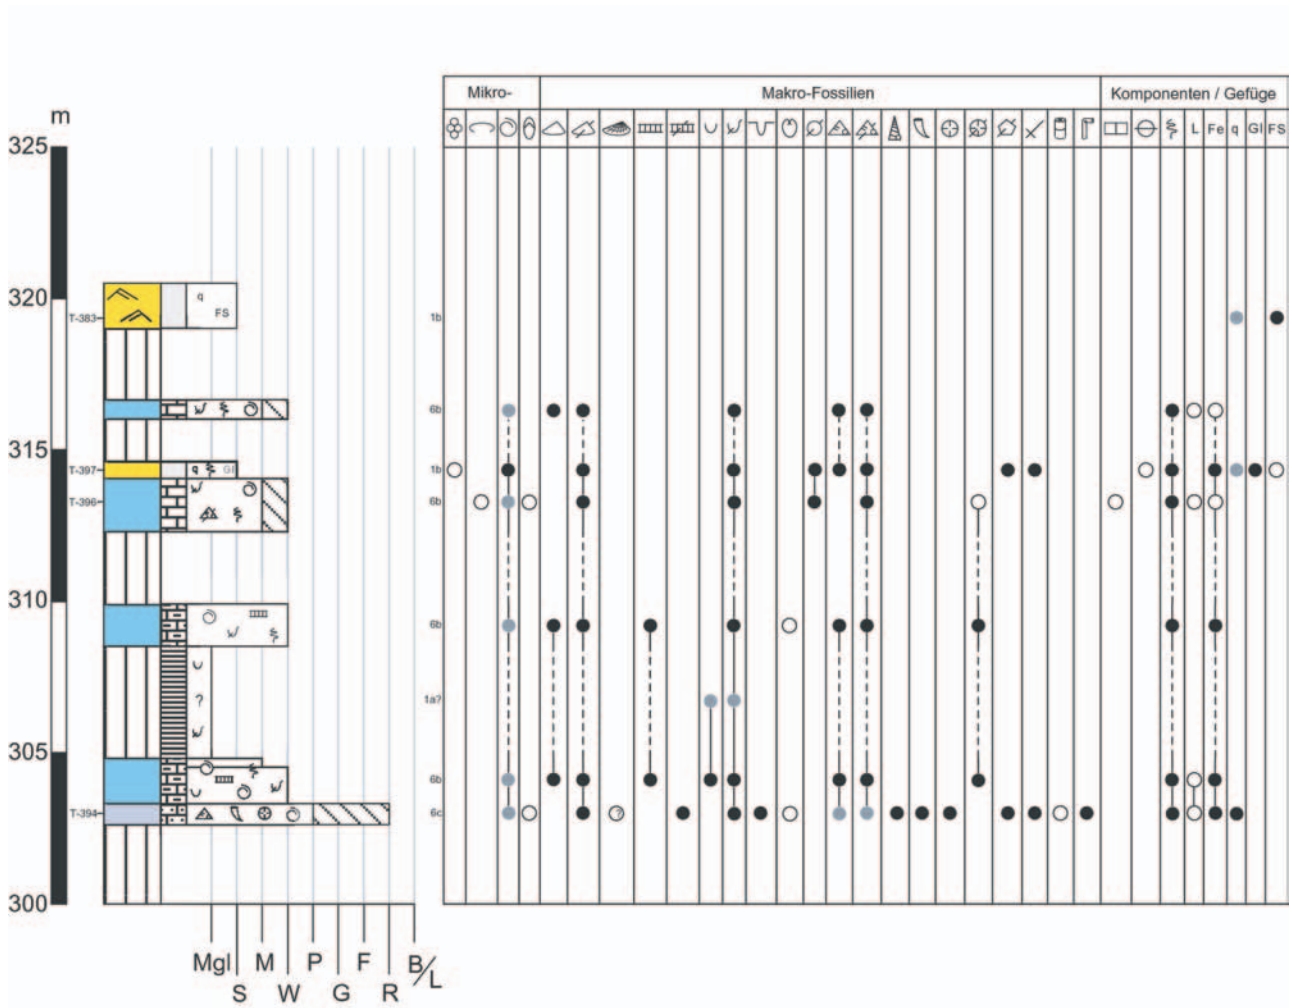 Mikro- Makro-Fossilien Komponenten / Gefüge
m
L Fe q Gl FS
325
320
q
FS
T-383
1b
6b
315
T-397
q Gl
1b
T-396
6b
310
6b
?
1a?
305
6b
T-394
?
6c
300
Mgl M P F B/L
S W G R